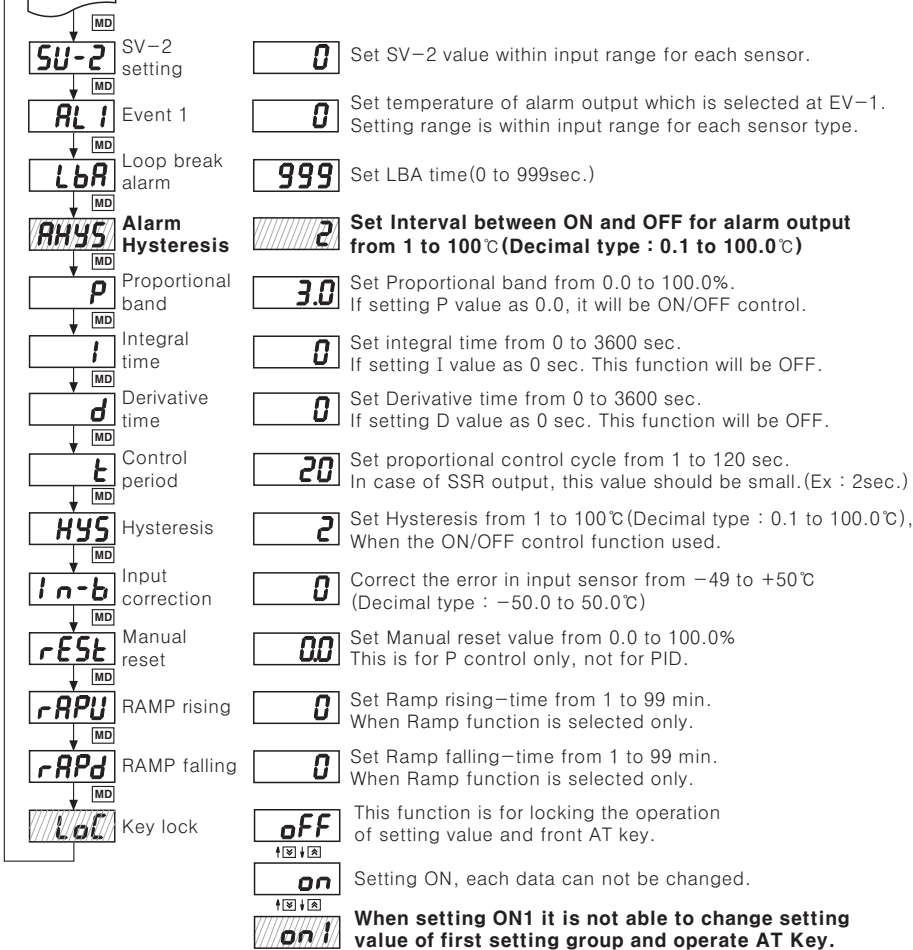 MD
SV-2 SV-2 setting 0 Set SV-2 value within input range for each sensor.
MD
AL1 Event 1 0 Set temperature of alarm output which is selected at EV-1.
Setting range is within input range for each sensor type.
MD
LbA Loop break alarm 999 Set LBA time(0 to 999sec.)
MD
AHYS Alarm Hysteresis 2 Set Interval between ON and OFF for alarm output
from 1 to 100℃(Decimal type : 0.1 to 100.0℃)
MD
P Proportional band 3.0 Set Proportional band from 0.0 to 100.0%.
If setting P value as 0.0, it will be ON/OFF control.
MD
I Integral time 0 Set integral time from 0 to 3600 sec.
If setting I value as 0 sec. This function will be OFF.
MD
d Derivative time 0 Set Derivative time from 0 to 3600 sec.
If setting D value as 0 sec. This function will be OFF.
MD
t Control period 20 Set proportional control cycle from 1 to 120 sec.
In case of SSR output, this value should be small.(Ex : 2sec.)
MD
HYS Hysteresis 2 Set Hysteresis from 1 to 100℃(Decimal type : 0.1 to 100.0℃),
When the ON/OFF control function used.
MD
In-b Input correction 0 Correct the error in input sensor from -49 to +50℃
(Decimal type : -50.0 to 50.0℃)
MD
rESt Manual reset 0.0 Set Manual reset value from 0.0 to 100.0%
This is for P control only, not for PID.
MD
rAPU RAMP rising 0 Set Ramp rising-time from 1 to 99 min.
When Ramp function is selected only.
MD
rAPd RAMP falling 0 Set Ramp falling-time from 1 to 99 min.
When Ramp function is selected only.
MD
LoC Key lock oFF This function is for locking the operation
of setting value and front AT key.
on Setting ON, each data can not be changed.
on1 When setting ON1 it is not able to change setting
value of first setting group and operate AT Key.